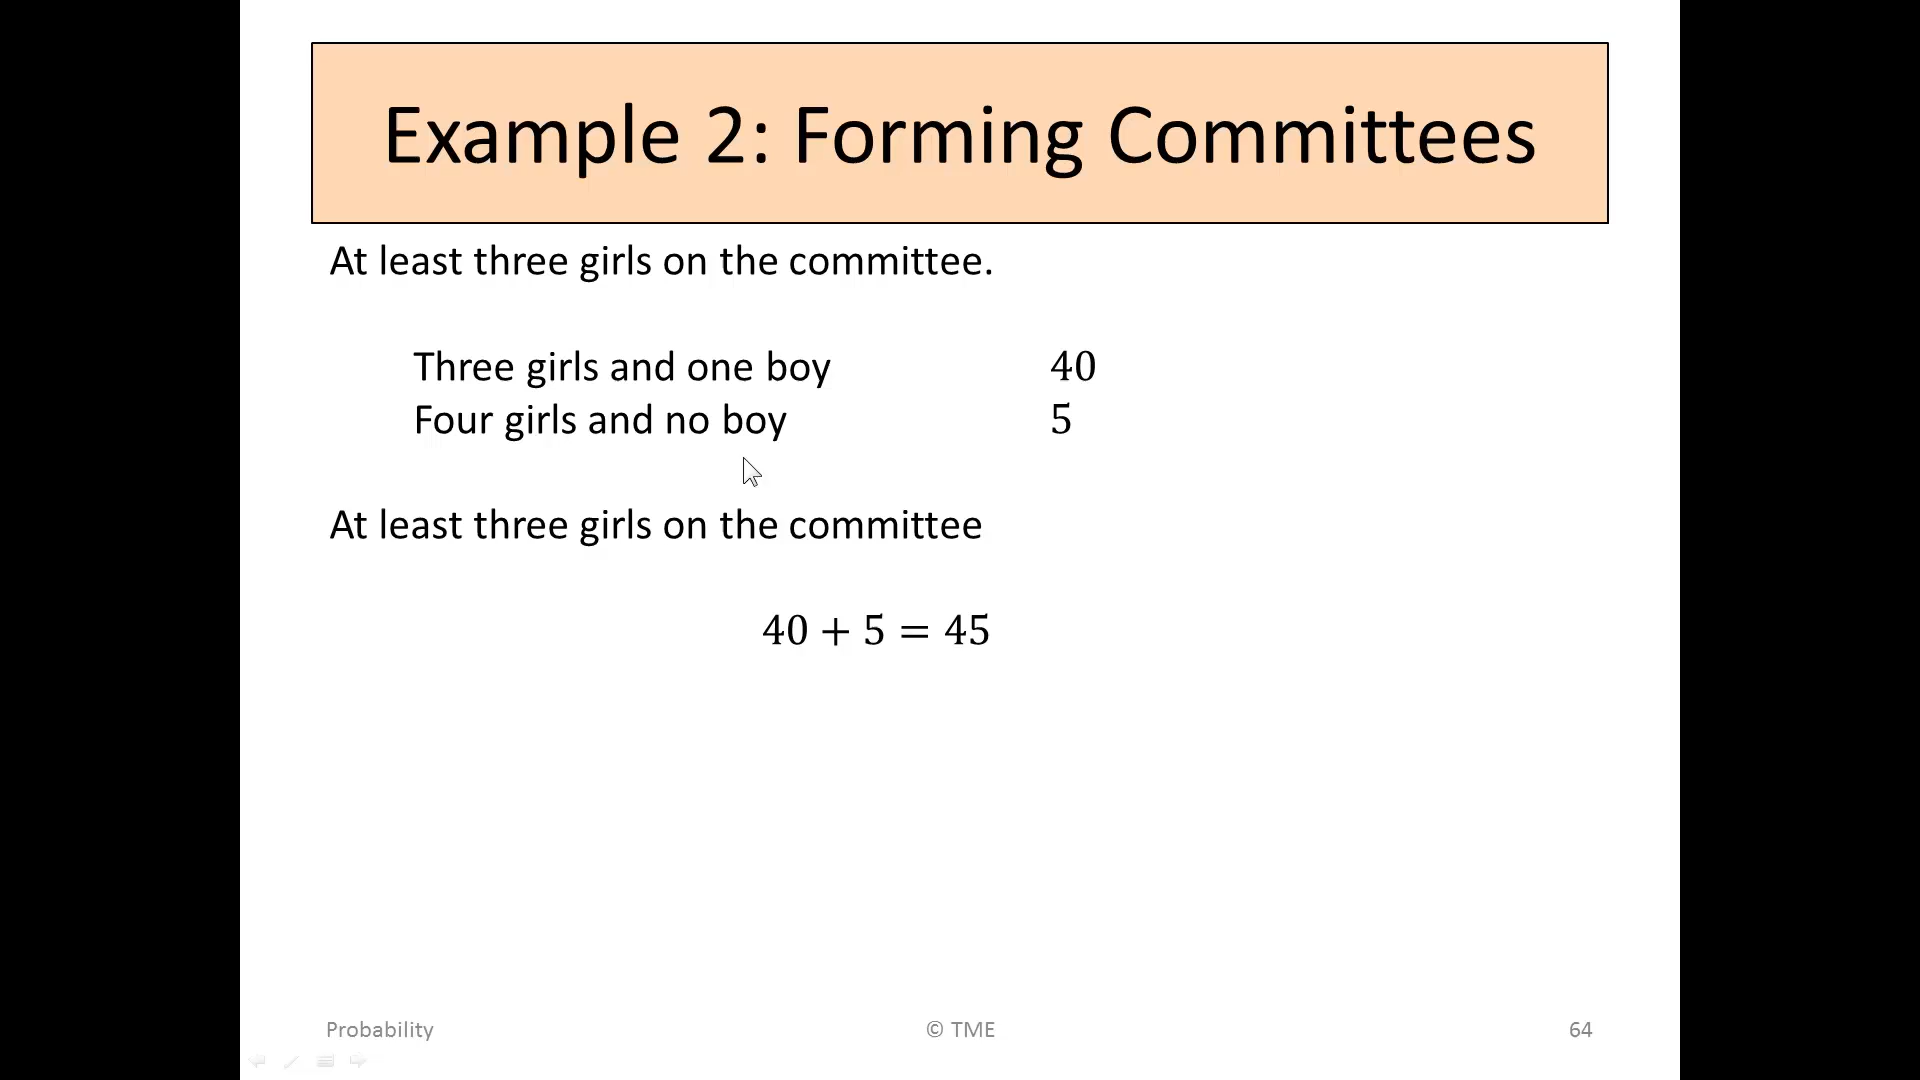 Example 2: Forming Committees
At least three girls on the committee.
Three girls and one boy 40
Four girls and no boy 5
At least three girls on the committee
40 + 5 = 45
Probability © TME 64